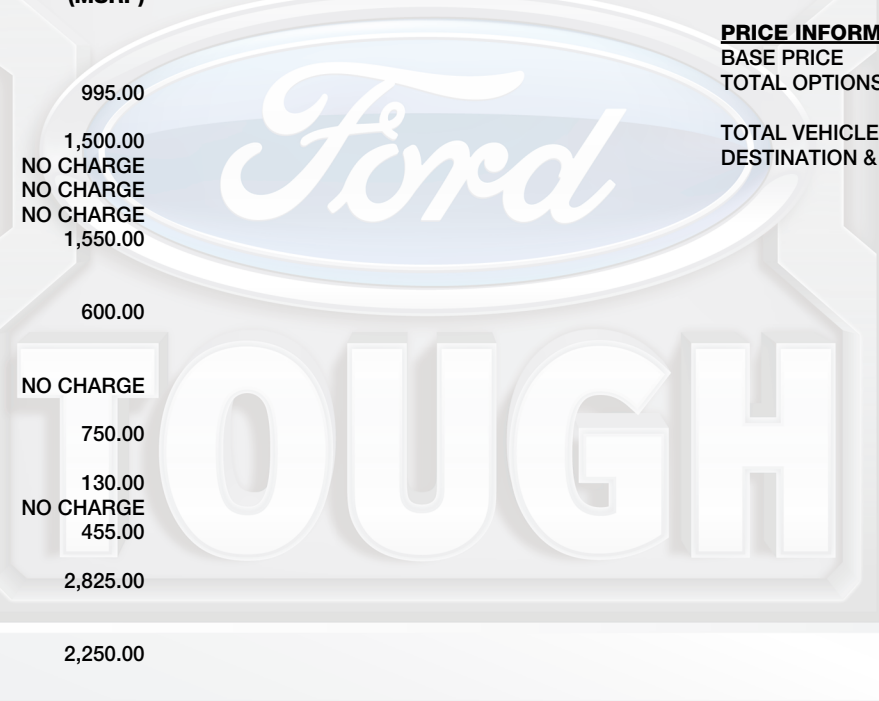 (MSRP)
995.00
1,500.00
NO CHARGE
NO CHARGE
NO CHARGE
1,550.00
600.00
NO CHARGE
750.00
130.00
NO CHARGE
455.00
2,825.00
2,250.00
PRICE INFORM
BASE PRICE
TOTAL OPTIONS
TOTAL VEHICLE
DESTINATION &
Ford
TOUGH